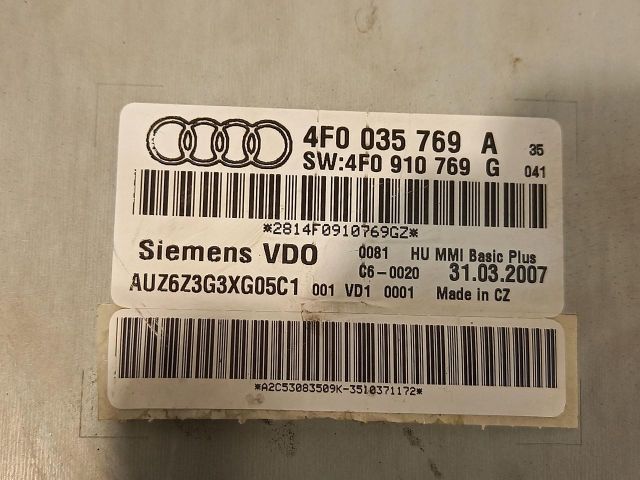 4F0 035 769 A 35
SW:4F0 910 769 G 041
*2814F0910769GZ*
Siemens VDO 0081 HU MMI Basic Plus
C6-0020 31.03.2007
AUZ6Z3G3XG05C1 001 VD1 0001 Made in CZ
*A2C53083509K-3510371172*